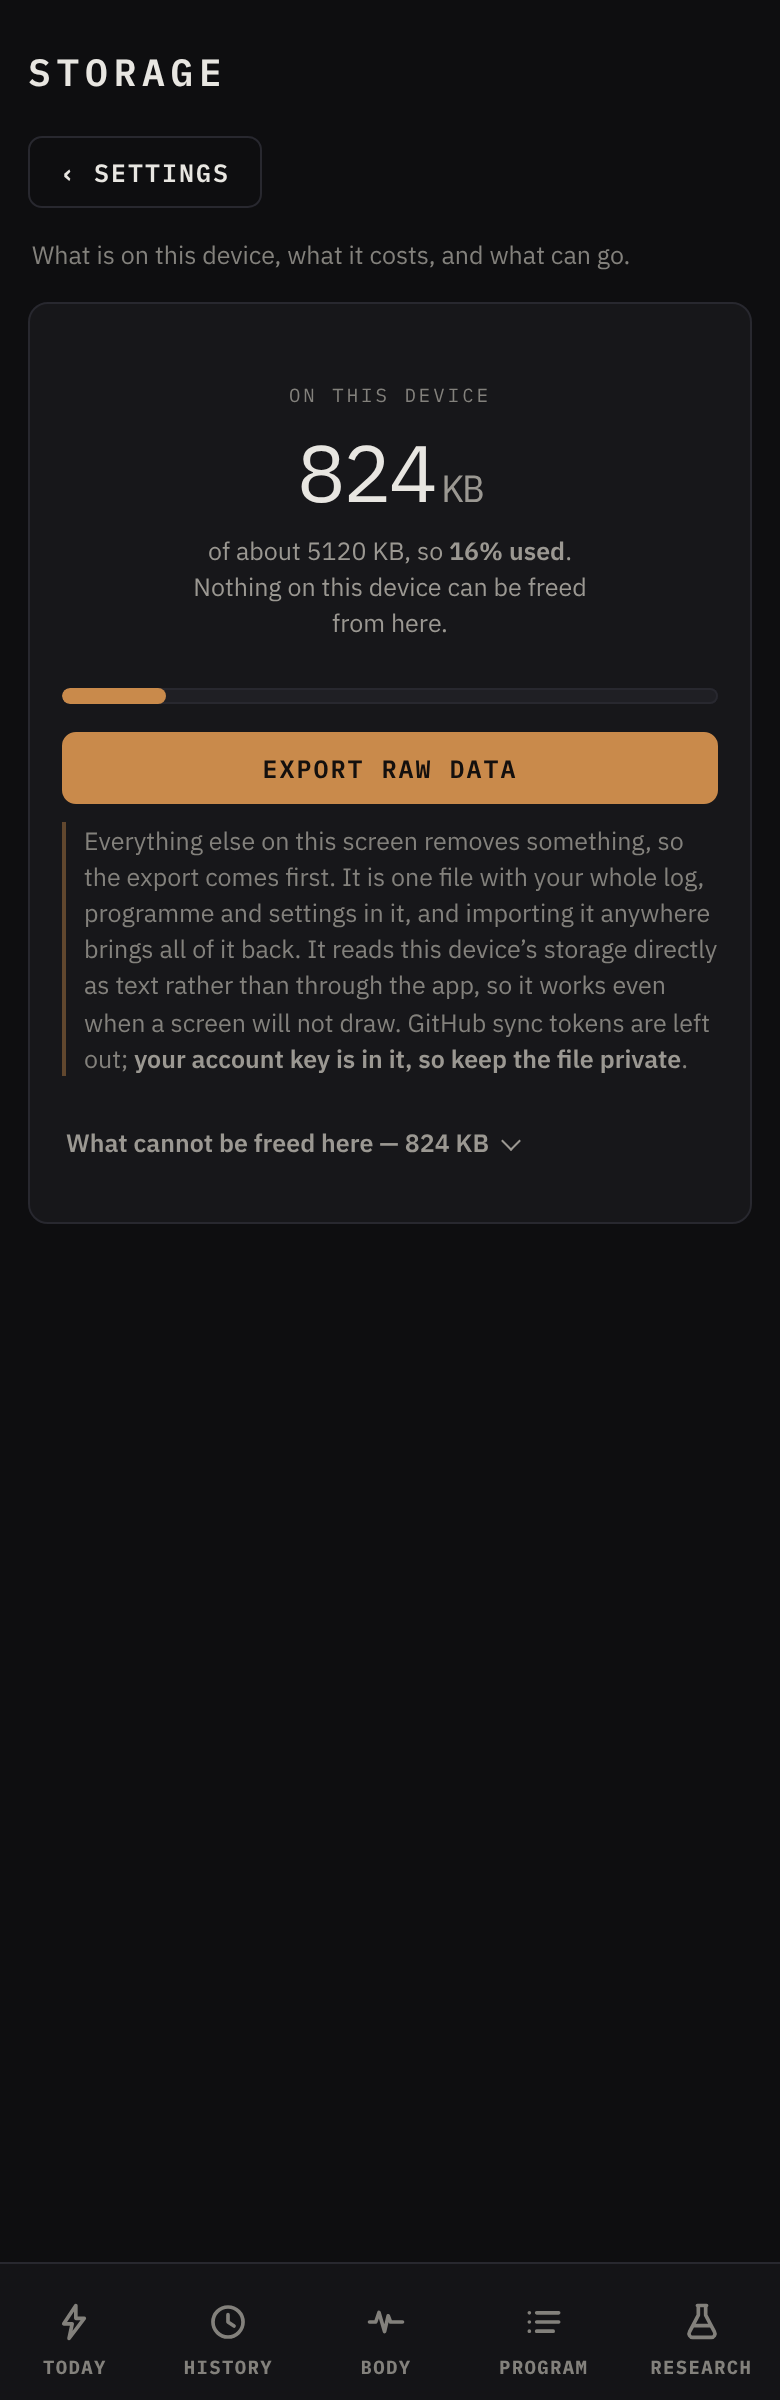 STORAGE
‹ SETTINGS
What is on this device, what it costs, and what can go.
ON THIS DEVICE
824 KB
of about 5120 KB, so 16% used.
Nothing on this device can be freed
from here.
EXPORT RAW DATA
Everything else on this screen removes something, so
the export comes first. It is one file with your whole log,
programme and settings in it, and importing it anywhere
brings all of it back. It reads this device’s storage directly
as text rather than through the app, so it works even
when a screen will not draw. GitHub sync tokens are left
out; your account key is in it, so keep the file private.
What cannot be freed here — 824 KB
TODAY HISTORY BODY PROGRAM RESEARCH